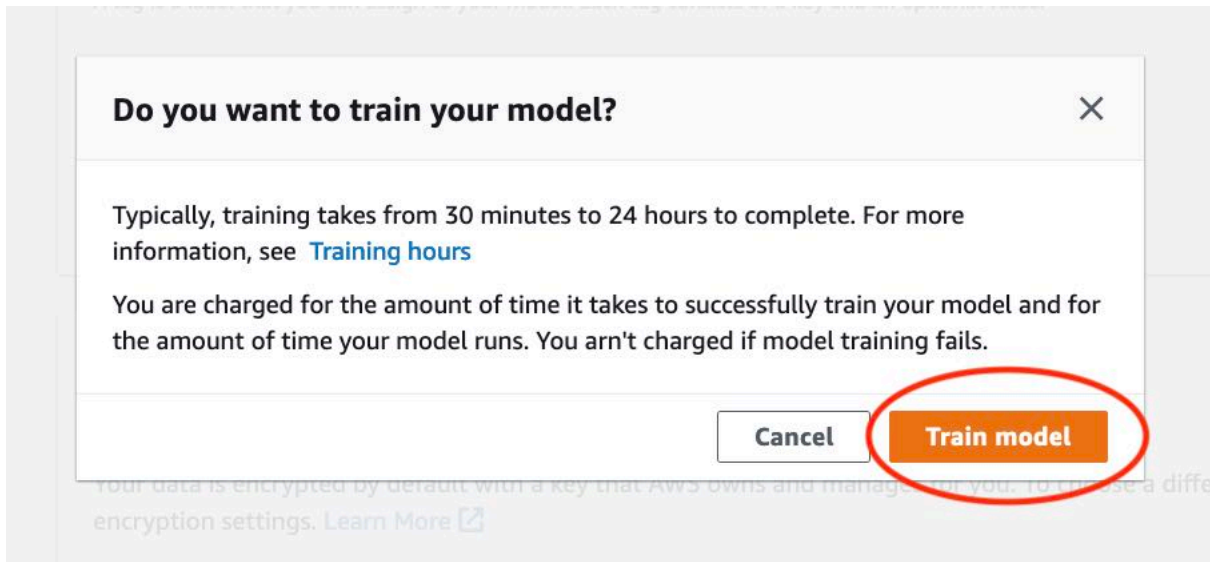 Do you want to train your model?
Typically, training takes from 30 minutes to 24 hours to complete. For more
information, see Training hours
You are charged for the amount of time it takes to successfully train your model and for
the amount of time your model runs. You arn't charged if model training fails.
Cancel Train model
Your data is encrypted by default with a key that AWS owns and manages for you. To choose a diffe
encryption settings. Learn More